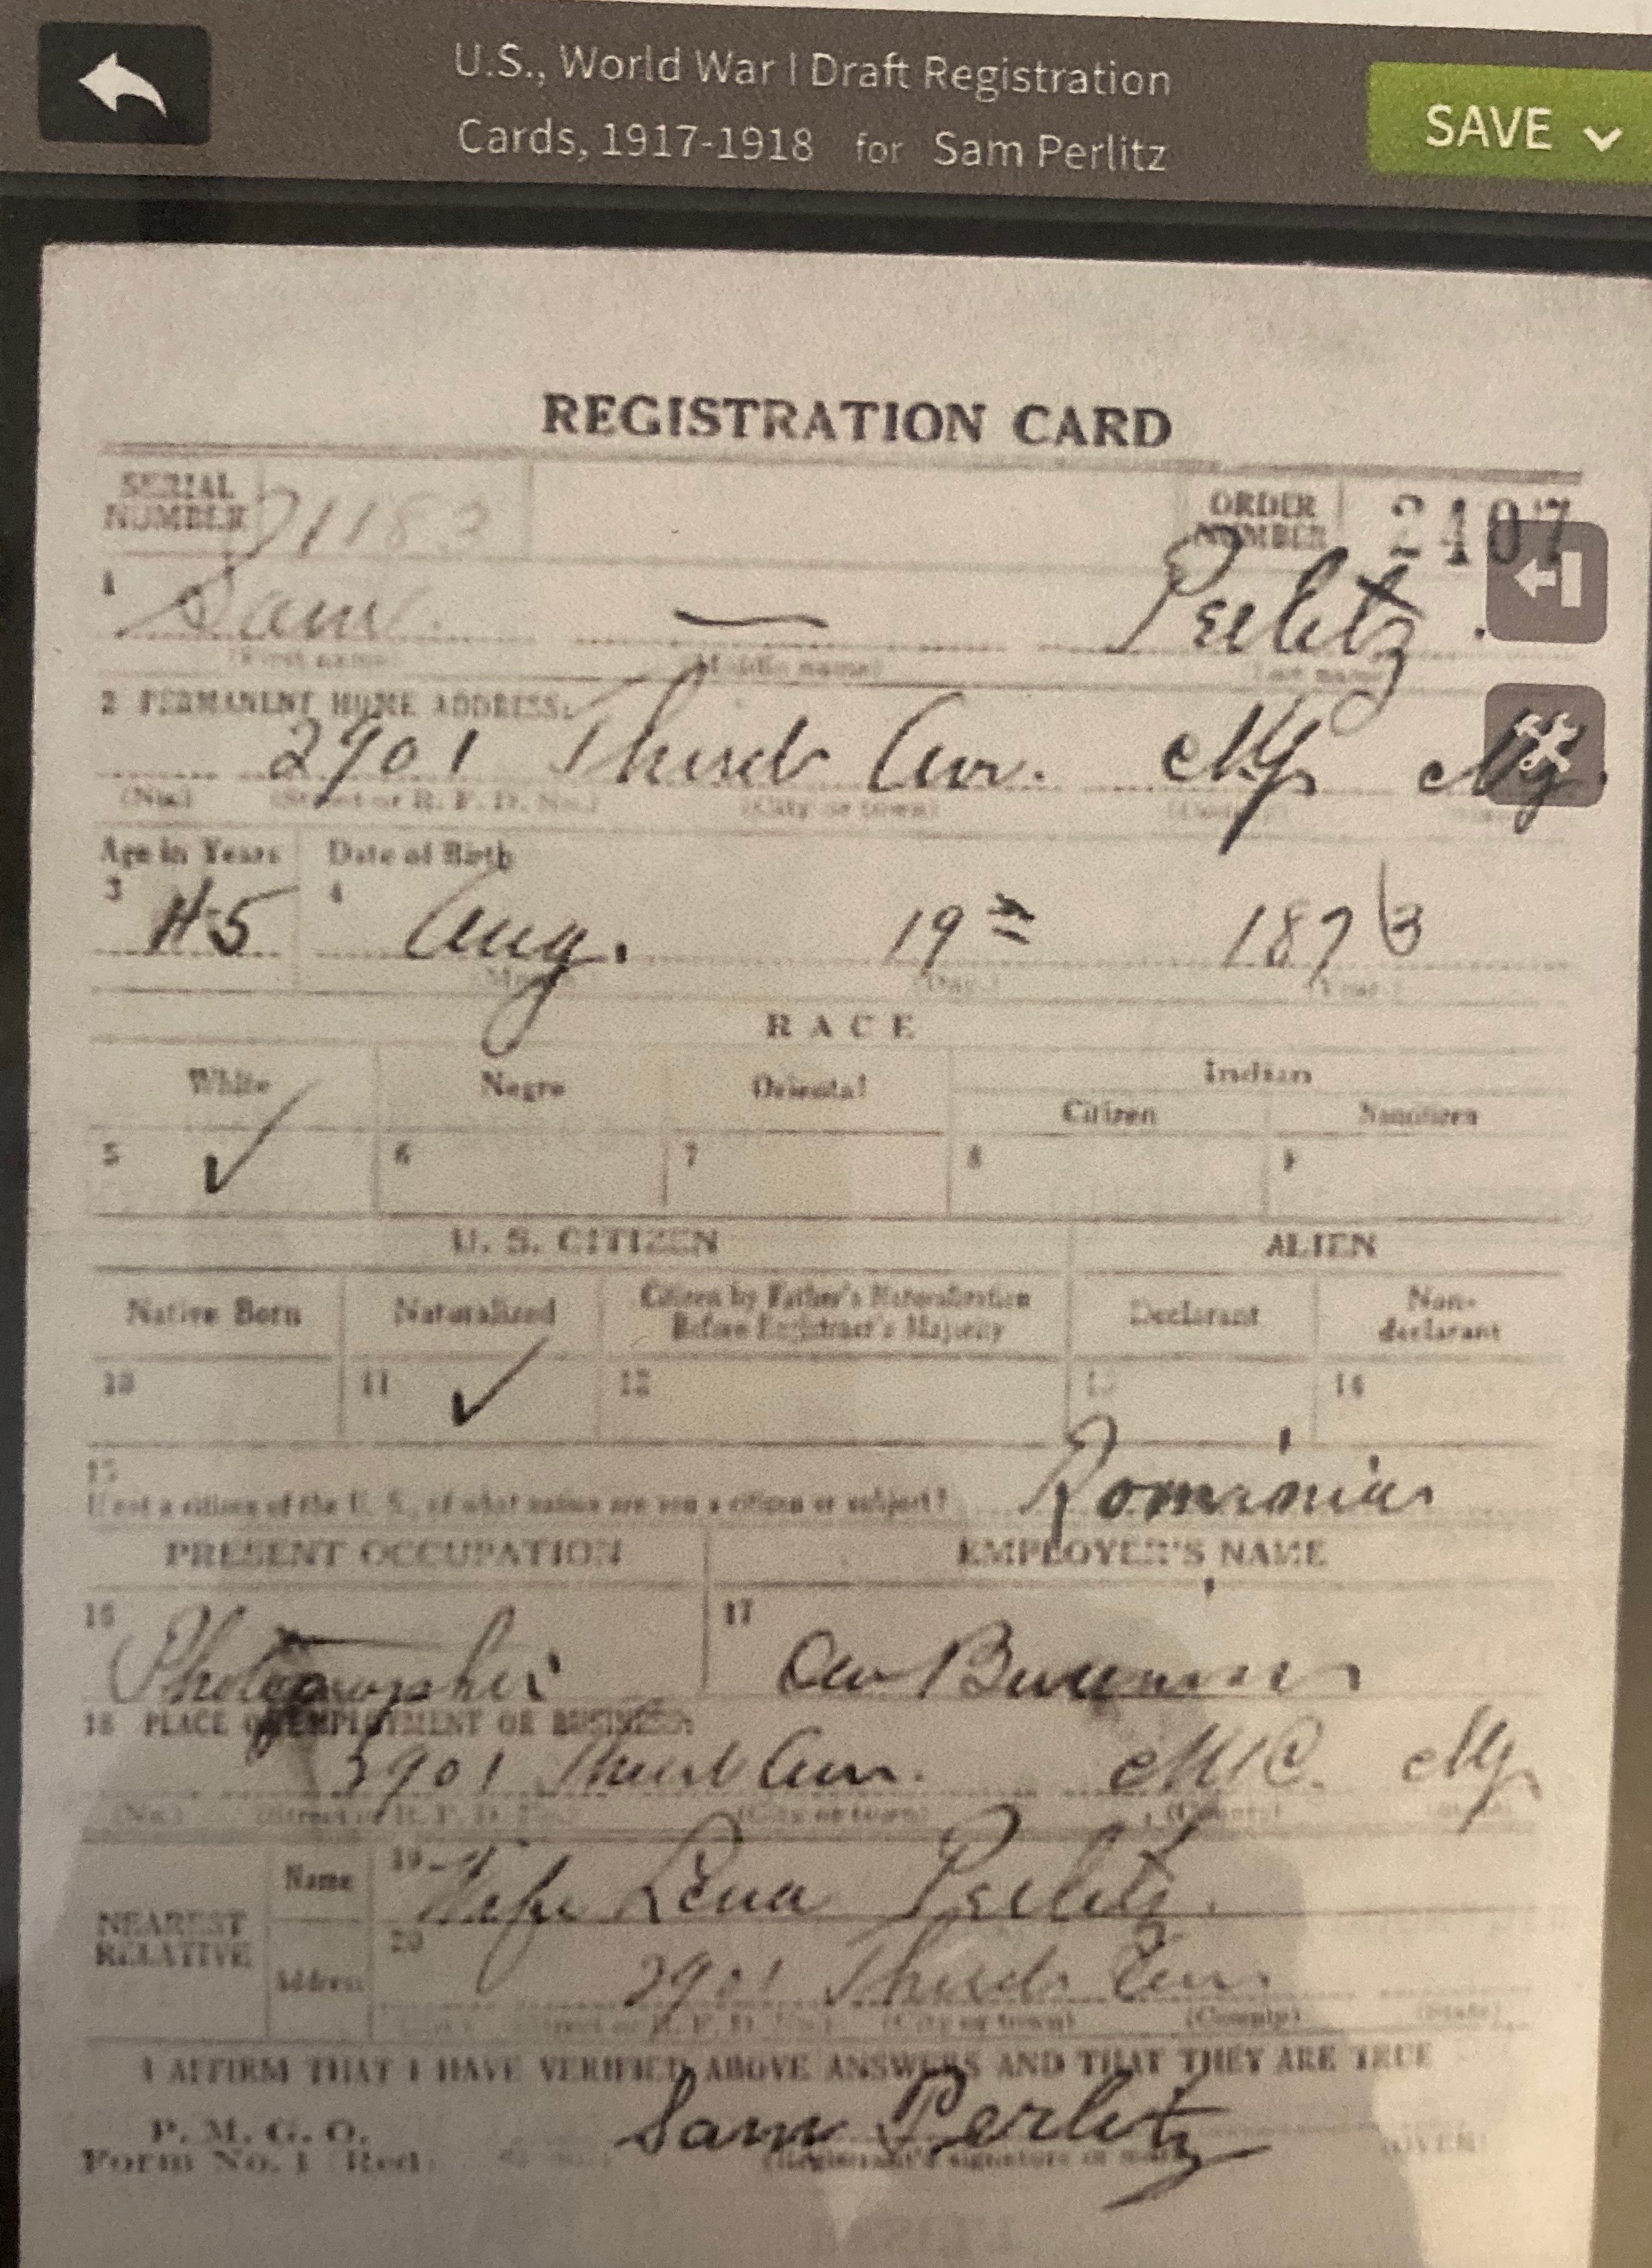 U.S., World War I Draft Registration
Cards, 1917-1918 for Sam Perlitz
SAVE
REGISTRATION CARD
SERIAL NUMBER 1183 ORDER NUMBER 2407
1 Sam — Perlitz
(First name) (Middle name) (Last name)
2 PERMANENT HOME ADDRESS:
2901 Third Ave. NY NY
(No.) (Street or R. F. D. No.) (City or town) (County) (State)
Age in Years Date of Birth
3 45 4 Aug. 19th 1873
(Month) (Day.) (Year.)
RACE
White Negro Oriental Indian
Citizen Noncitizen
5 ✓ 6 7 8 9
U. S. CITIZEN ALIEN
Native Born Naturalized Citizen by Father's Naturalization Before Registrant's Majority Declarant Non-declarant
10 11 ✓ 12 13 14
15
If not a citizen of the U. S., of what nation are you a citizen or subject?
PRESENT OCCUPATION EMPLOYER'S NAME
16 Photographer 17 Own Business
18 PLACE OF EMPLOYMENT OR BUSINESS:
2901 Third Ave. NYC. NY
(No.) (Street or R. F. D. No.) (City or town) (County) (State)
NEAREST RELATIVE
Name 19 Wife Lena Perlitz.
Address 20 2901 Third Ave.
(No.) (Street or R. F. D. No.) (City or town) (County) (State)
I AFFIRM THAT I HAVE VERIFIED ABOVE ANSWERS AND THAT THEY ARE TRUE
P. M. G. O.
Form No. 1 (Red) Sam Perlitz
(Registrant's signature or mark) (OVER)